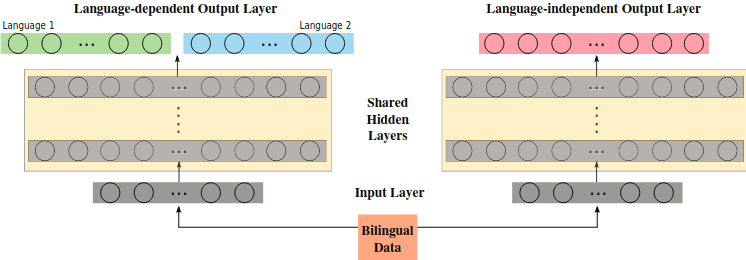 Language-dependent Output Layer
Language-independent Output Layer
Language 1
Language 2
Shared
Hidden
Layers
Input Layer
Bilingual
Data